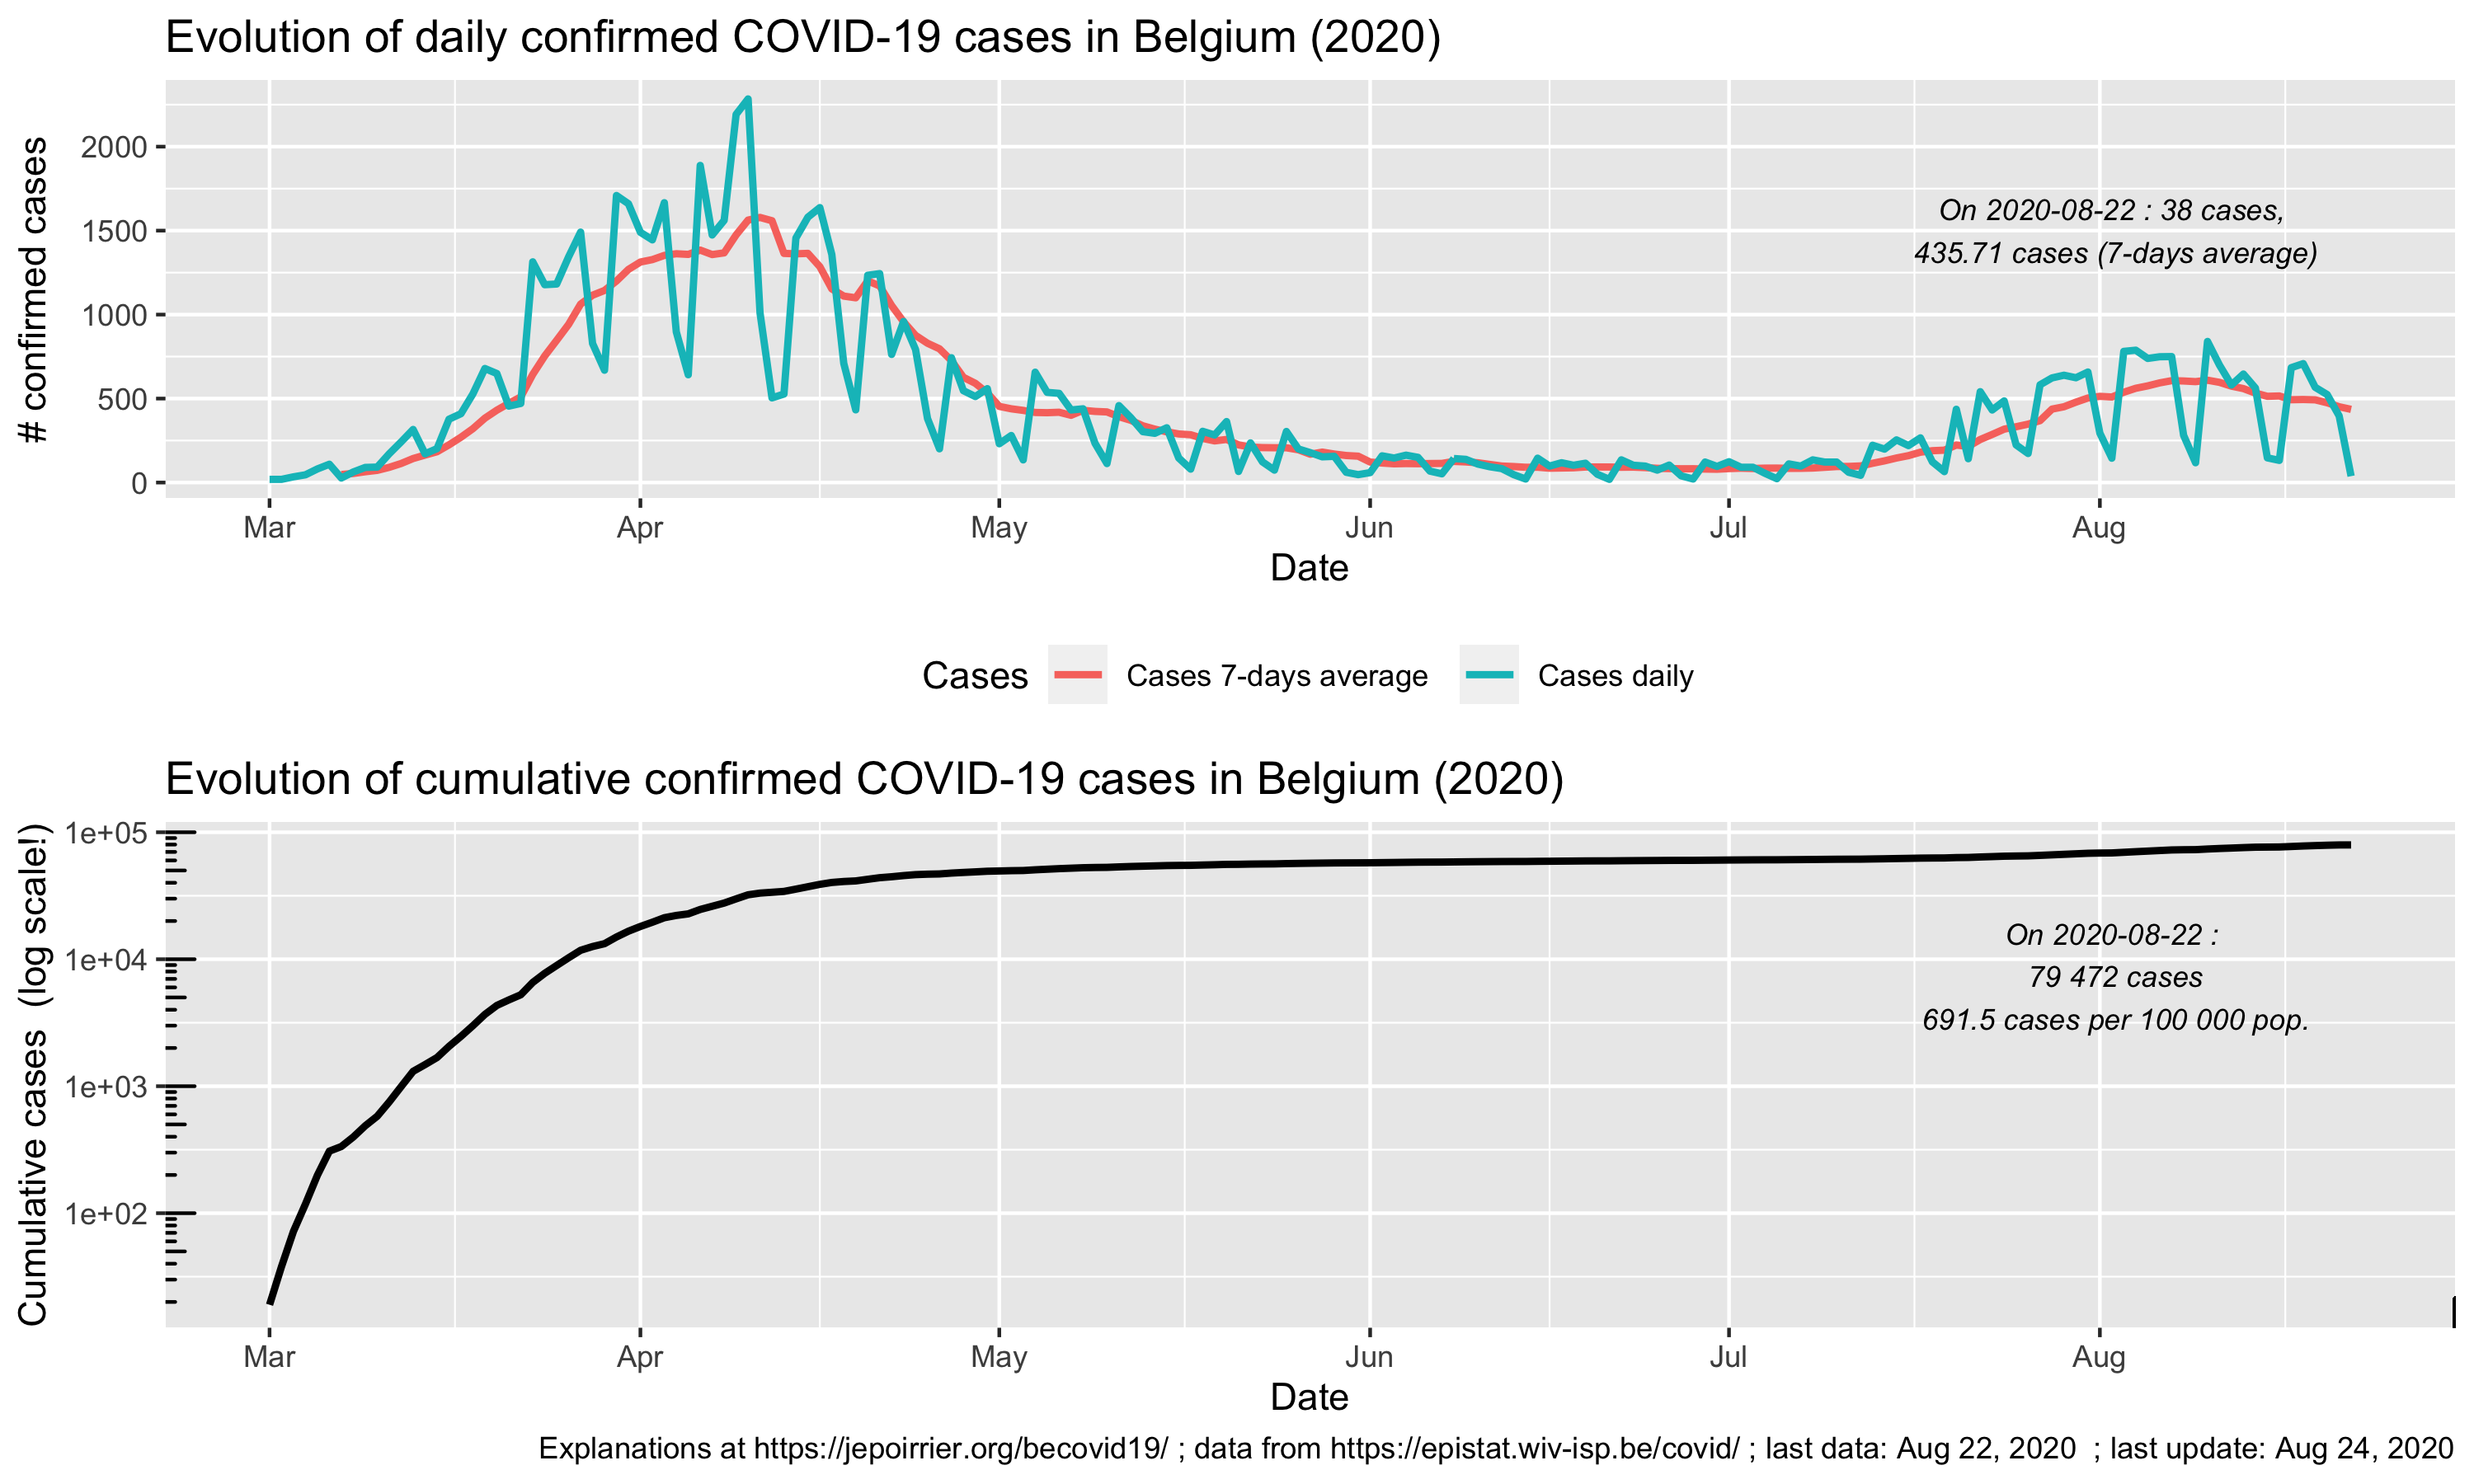 Evolution of daily confirmed COVID-19 cases in Belgium (2020)
# confirmed cases
2000
1500
1000
500
0
On 2020-08-22 : 38 cases,
435.71 cases (7-days average)
Mar Apr May Jun Jul Aug
Date
Cases Cases 7-days average Cases daily
Evolution of cumulative confirmed COVID-19 cases in Belgium (2020)
Cumulative cases (log scale!)
1e+05
1e+04
1e+03
1e+02
On 2020-08-22 :
79 472 cases
691.5 cases per 100 000 pop.
Mar Apr May Jun Jul Aug
Date
Explanations at https://jepoirrier.org/becovid19/ ; data from https://epistat.wiv-isp.be/covid/ ; last data: Aug 22, 2020 ; last update: Aug 24, 2020